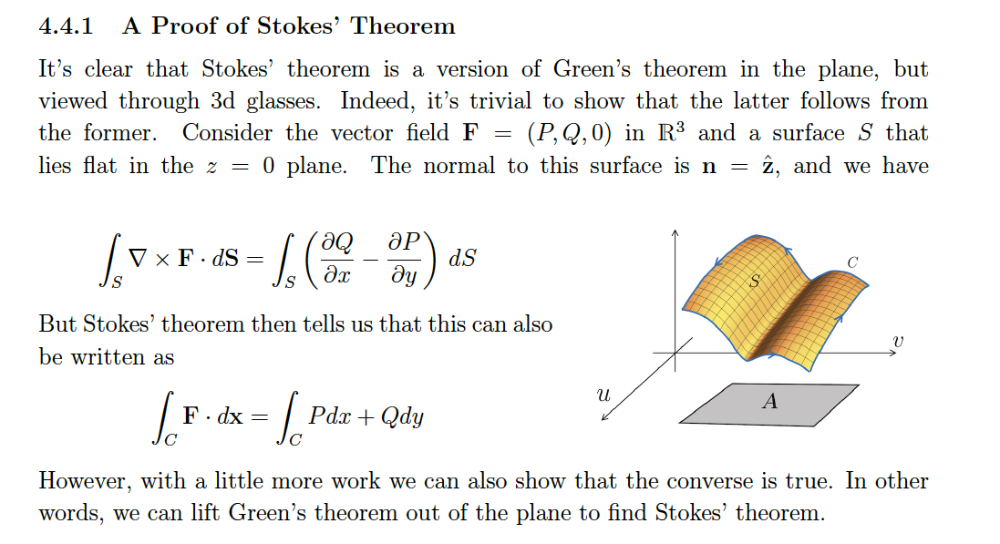 4.4.1 A Proof of Stokes’ Theorem
It’s clear that Stokes’ theorem is a version of Green’s theorem in the plane, but
viewed through 3d glasses. Indeed, it’s trivial to show that the latter follows from
the former. Consider the vector field F = (P, Q, 0) in ℝ³ and a surface S that
lies flat in the z = 0 plane. The normal to this surface is n = ẑ, and we have
∫_S ∇ × F · dS = ∫_S (∂Q/∂x − ∂P/∂y) dS
But Stokes’ theorem then tells us that this can also
be written as
∫_C F · dx = ∫_C Pdx + Qdy
S
C
v
u
A
However, with a little more work we can also show that the converse is true. In other
words, we can lift Green’s theorem out of the plane to find Stokes’ theorem.